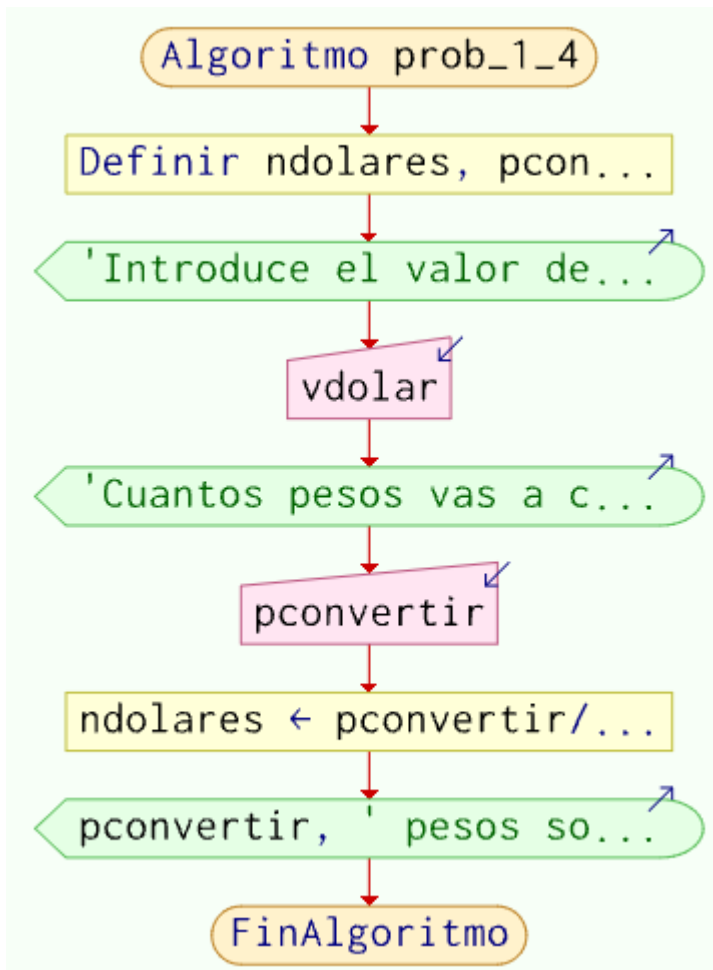 Algoritmo prob_1_4
Definir ndolares, pcon...
'Introduce el valor de...
vdolar
'Cuantos pesos vas a c...
pconvertir
ndolares ← pconvertir/...
pconvertir, ' pesos so...
FinAlgoritmo